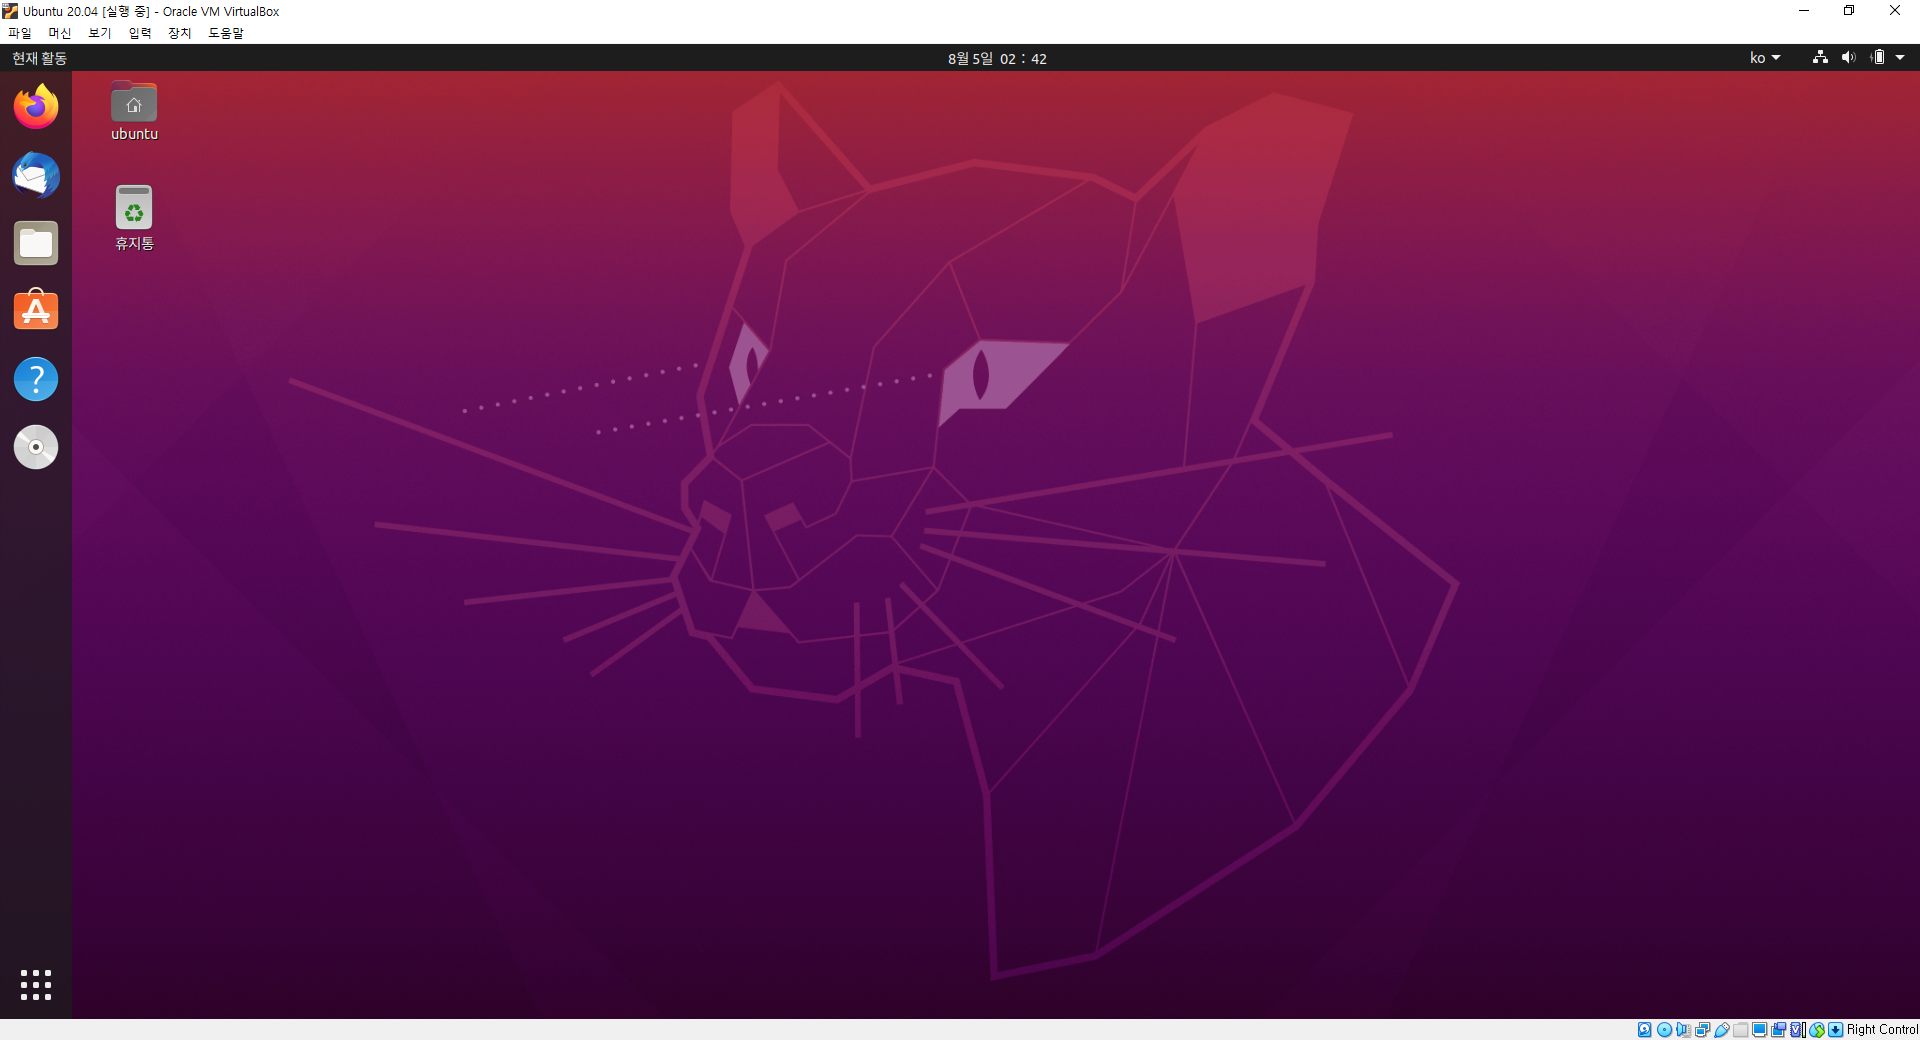 Ubuntu 20.04 [실행 중] - Oracle VM VirtualBox
파일 머신 보기 입력 장치 도움말
현재 활동 8월 5일 02 : 42 ko
ubuntu
휴지통
Right Control